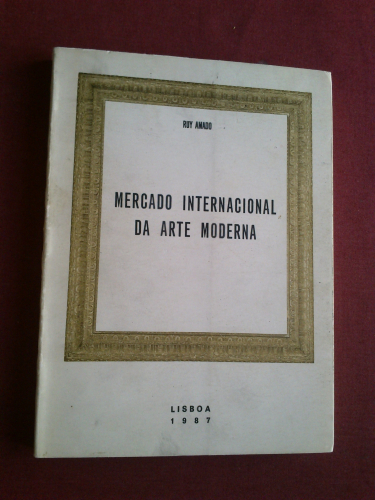 RUY AMADO
MERCADO INTERNACIONAL
DA ARTE MODERNA
LISBOA
1987